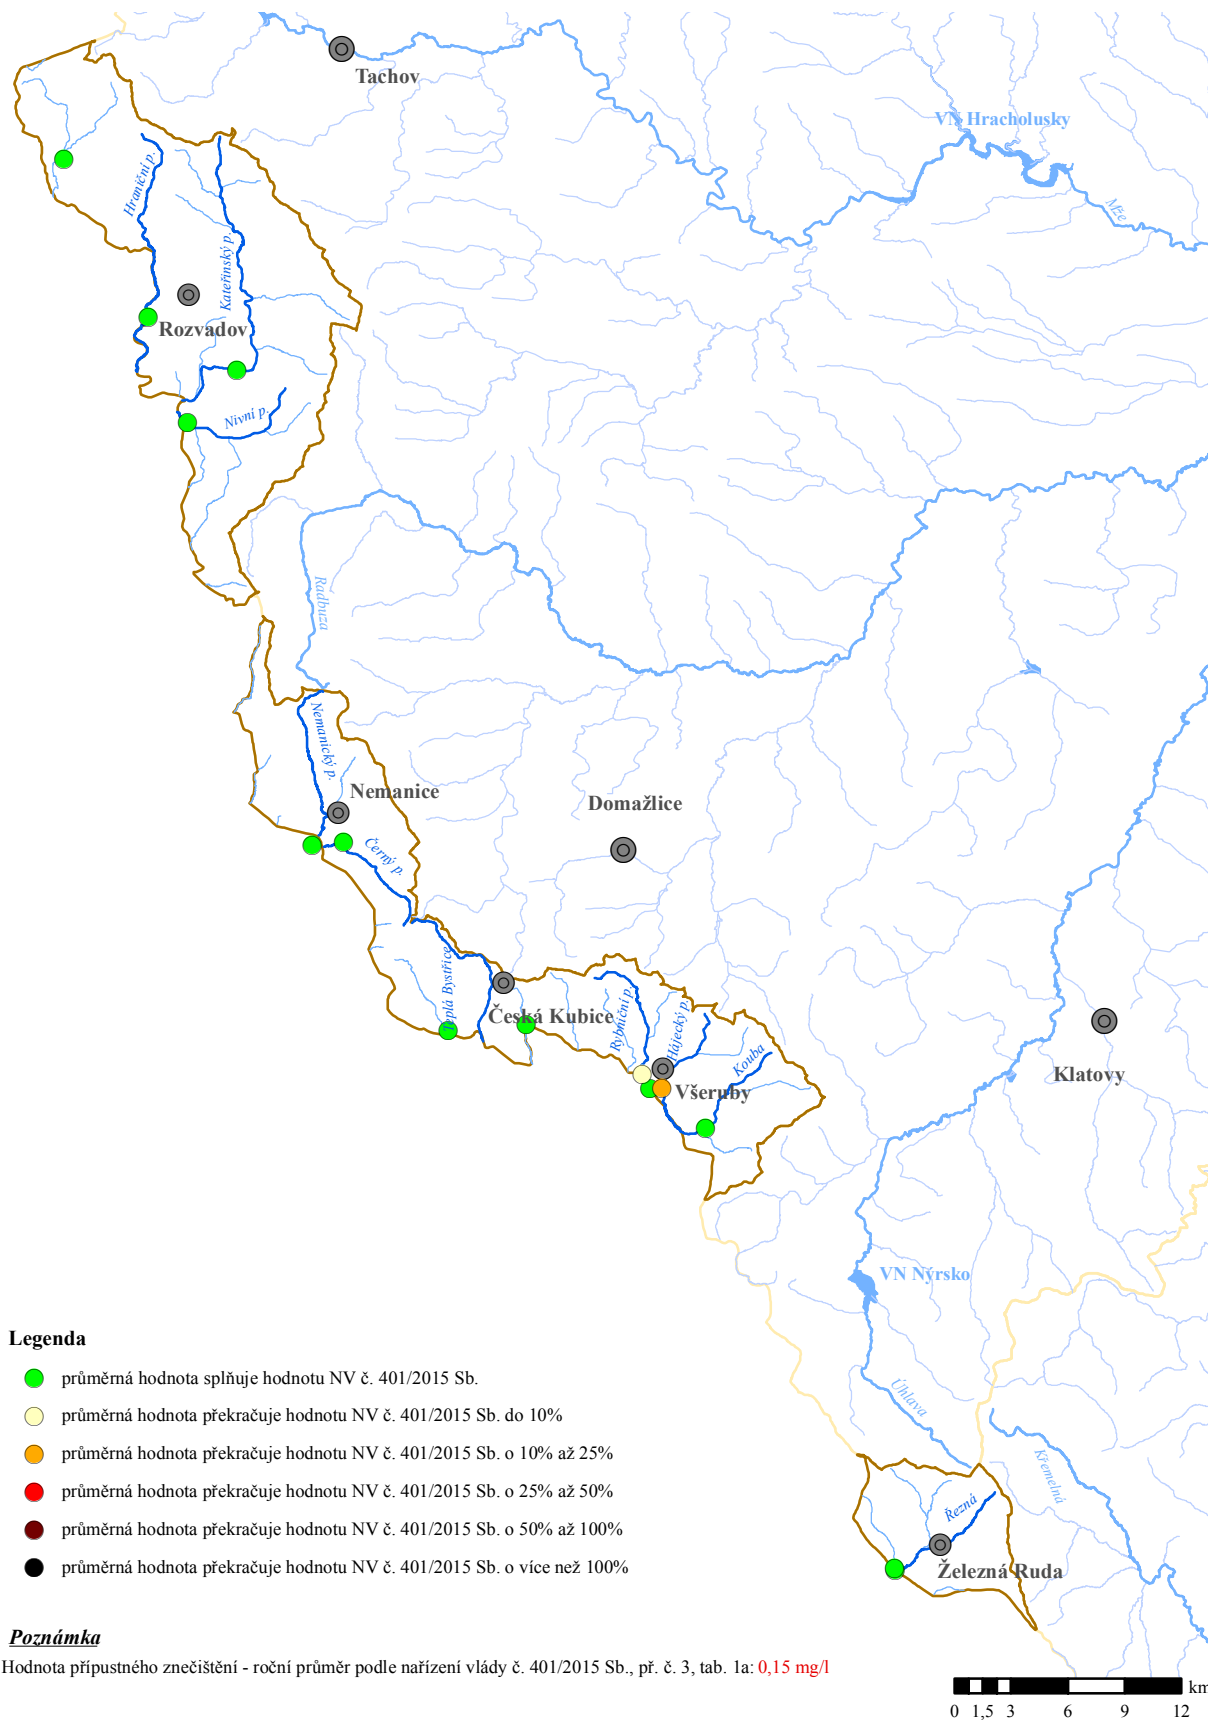 Tachov
VN Hracholusky
Mže
Hraniční p.
Kateřinský p.
Rozvadov
Nivní p.
Radbuza
Nemanický p.
Nemanice
Domažlice
Černý p.
Teplá Bystřice
Česká Kubice
Rybniční p.
Hájecký p.
Kouba
Všeruby
Klatovy
VN Nýrsko
Úhlava
Křemelná
Řezná
Železná Ruda
Legenda
průměrná hodnota splňuje hodnotu NV č. 401/2015 Sb.
průměrná hodnota překračuje hodnotu NV č. 401/2015 Sb. do 10%
průměrná hodnota překračuje hodnotu NV č. 401/2015 Sb. o 10% až 25%
průměrná hodnota překračuje hodnotu NV č. 401/2015 Sb. o 25% až 50%
průměrná hodnota překračuje hodnotu NV č. 401/2015 Sb. o 50% až 100%
průměrná hodnota překračuje hodnotu NV č. 401/2015 Sb. o více než 100%
Poznámka
Hodnota přípustného znečištění - roční průměr podle nařízení vlády č. 401/2015 Sb., př. č. 3, tab. 1a: 0,15 mg/l
km
0 1,5 3 6 9 12